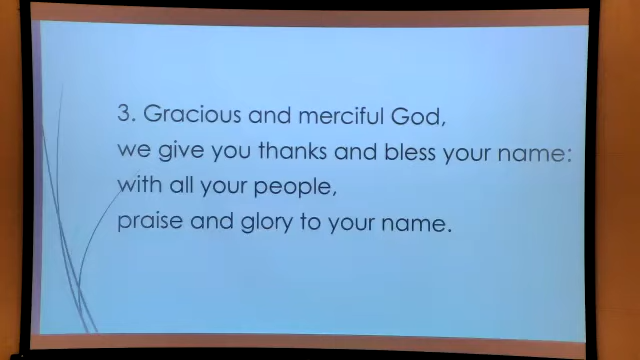 3. Gracious and merciful God,
we give you thanks and bless your name:
with all your people,
praise and glory to your name.